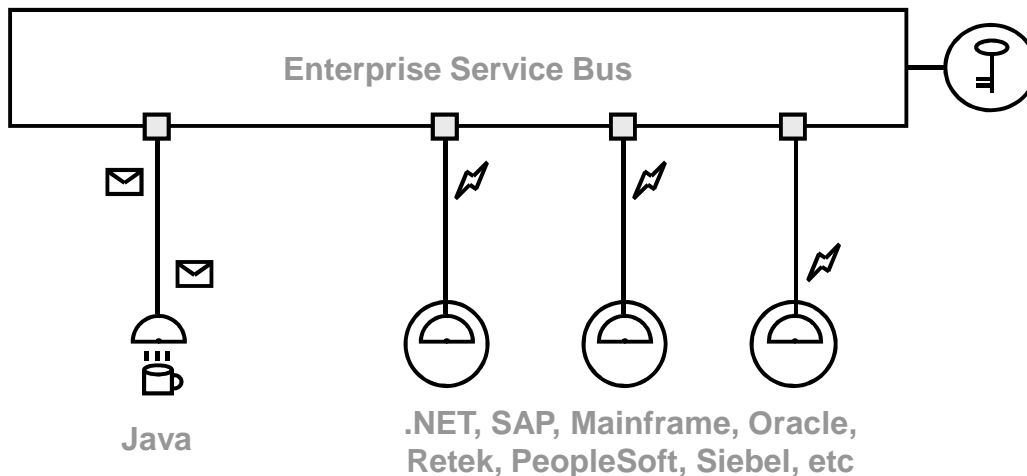 Enterprise Service Bus
Java
.NET, SAP, Mainframe, Oracle,
Retek, PeopleSoft, Siebel, etc